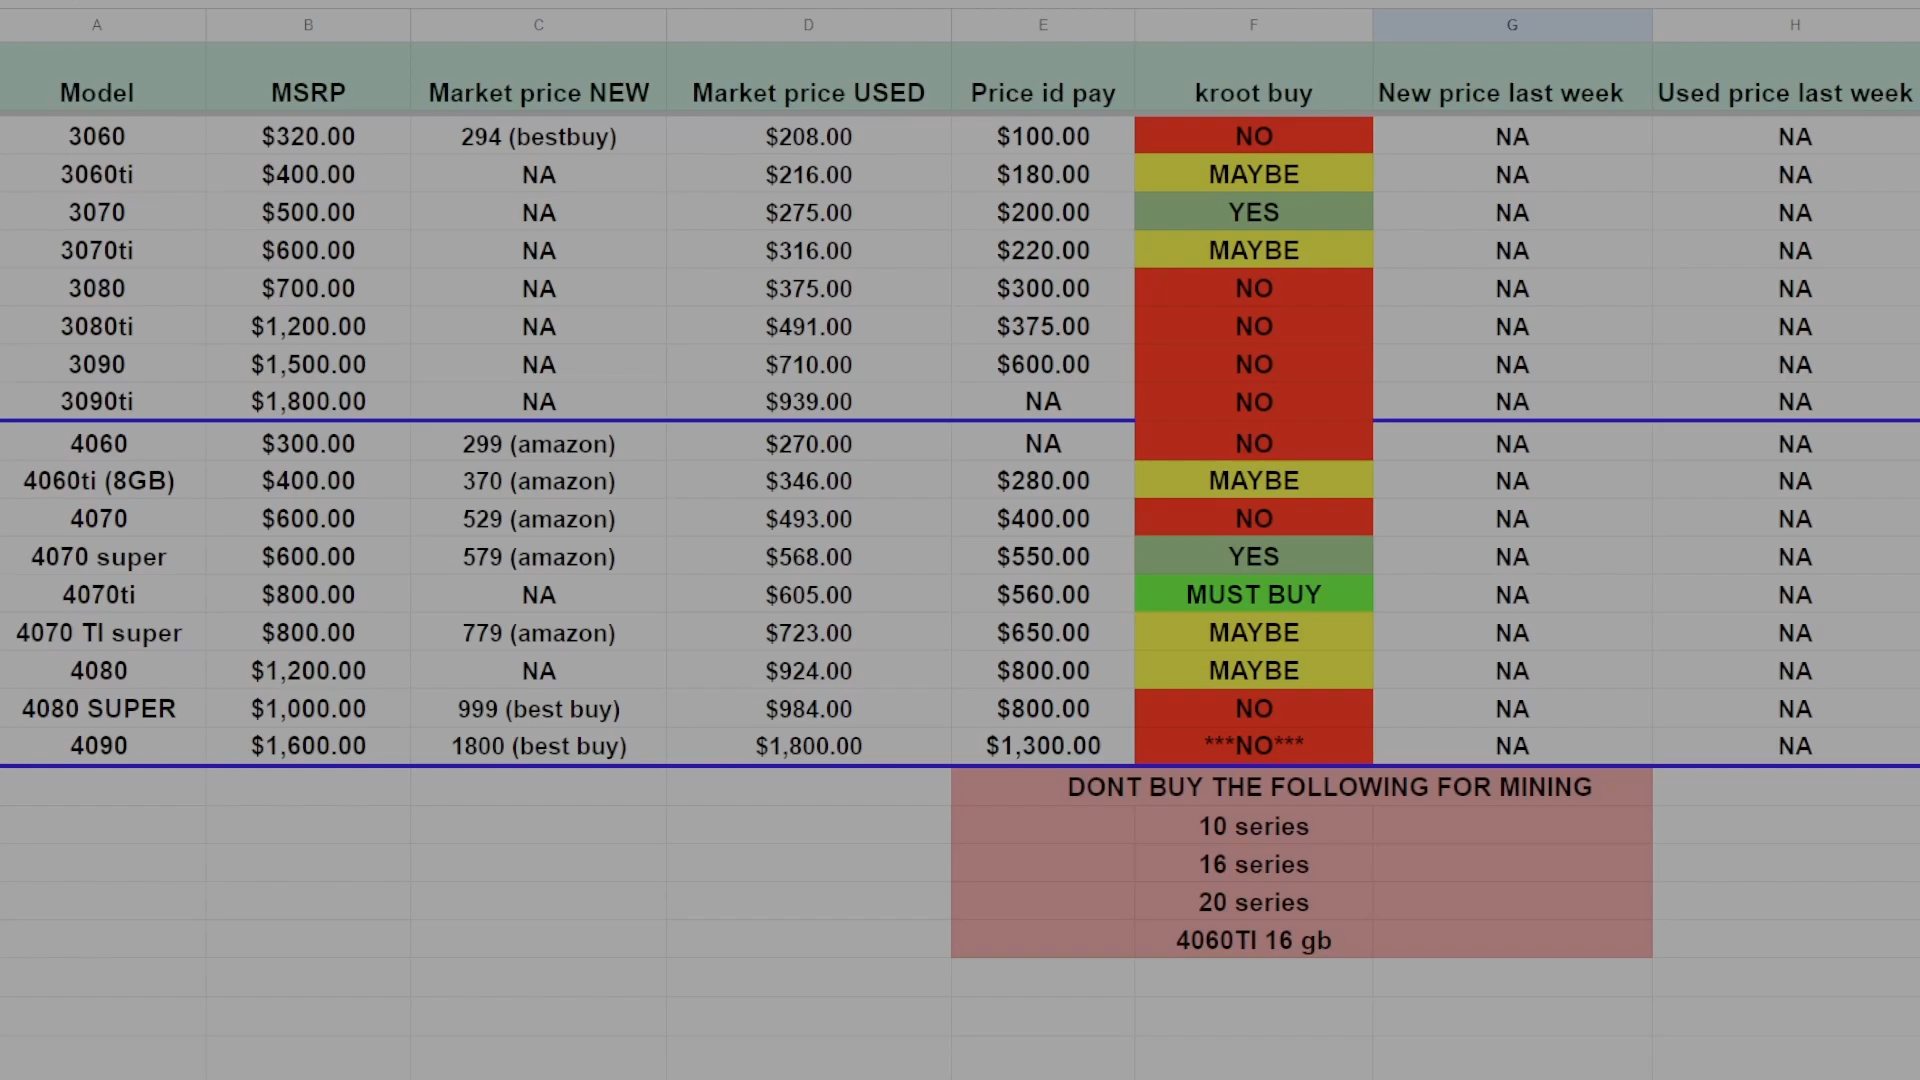 A B C D E F G H
Model MSRP Market price NEW Market price USED Price id pay kroot buy New price last week Used price last week
3060 $320.00 294 (bestbuy) $208.00 $100.00 NO NA NA
3060ti $400.00 NA $216.00 $180.00 MAYBE NA NA
3070 $500.00 NA $275.00 $200.00 YES NA NA
3070ti $600.00 NA $316.00 $220.00 MAYBE NA NA
3080 $700.00 NA $375.00 $300.00 NO NA NA
3080ti $1,200.00 NA $491.00 $375.00 NO NA NA
3090 $1,500.00 NA $710.00 $600.00 NO NA NA
3090ti $1,800.00 NA $939.00 NA NO NA NA
4060 $300.00 299 (amazon) $270.00 NA NO NA NA
4060ti (8GB) $400.00 370 (amazon) $346.00 $280.00 MAYBE NA NA
4070 $600.00 529 (amazon) $493.00 $400.00 NO NA NA
4070 super $600.00 579 (amazon) $568.00 $550.00 YES NA NA
4070ti $800.00 NA $605.00 $560.00 MUST BUY NA NA
4070 TI super $800.00 779 (amazon) $723.00 $650.00 MAYBE NA NA
4080 $1,200.00 NA $924.00 $800.00 MAYBE NA NA
4080 SUPER $1,000.00 999 (best buy) $984.00 $800.00 NO NA NA
4090 $1,600.00 1800 (best buy) $1,800.00 $1,300.00 ***NO*** NA NA
DONT BUY THE FOLLOWING FOR MINING
10 series
16 series
20 series
4060TI 16 gb